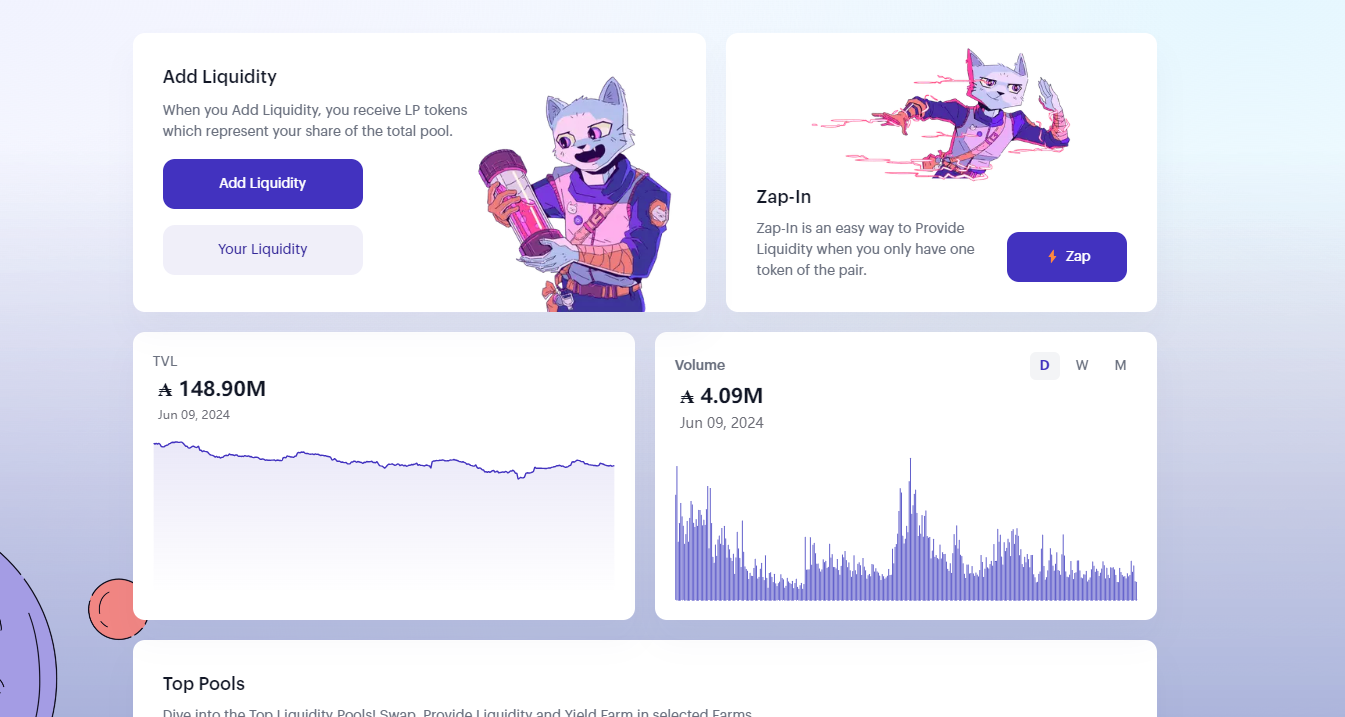 Add Liquidity
When you Add Liquidity, you receive LP tokens
which represent your share of the total pool.
Add Liquidity
Your Liquidity
Zap-In
Zap-In is an easy way to Provide
Liquidity when you only have one
token of the pair.
Zap
TVL
₳ 148.90M
Jun 09, 2024
Volume
D W M
₳ 4.09M
Jun 09, 2024
Top Pools
Dive into the Top Liquidity Pools! Swap, Provide Liquidity and Yield Farm in selected Farms